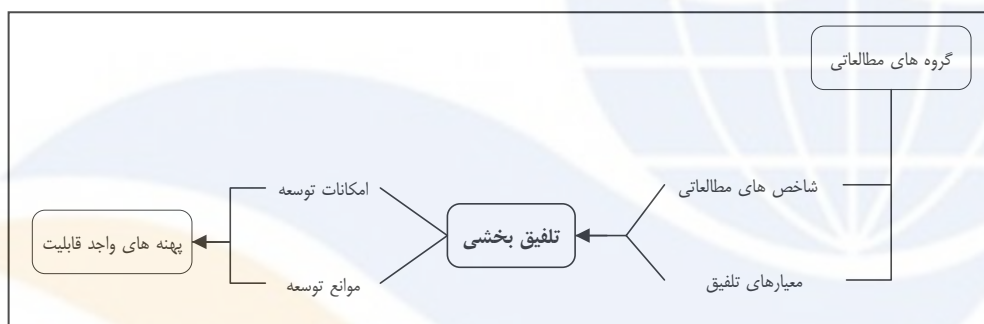 گروه های مطالعاتی
شاخص های مطالعاتی
معیارهای تلفیق
تلفیق بخشی
امکانات توسعه
موانع توسعه
پهنه های واجد قابلیت